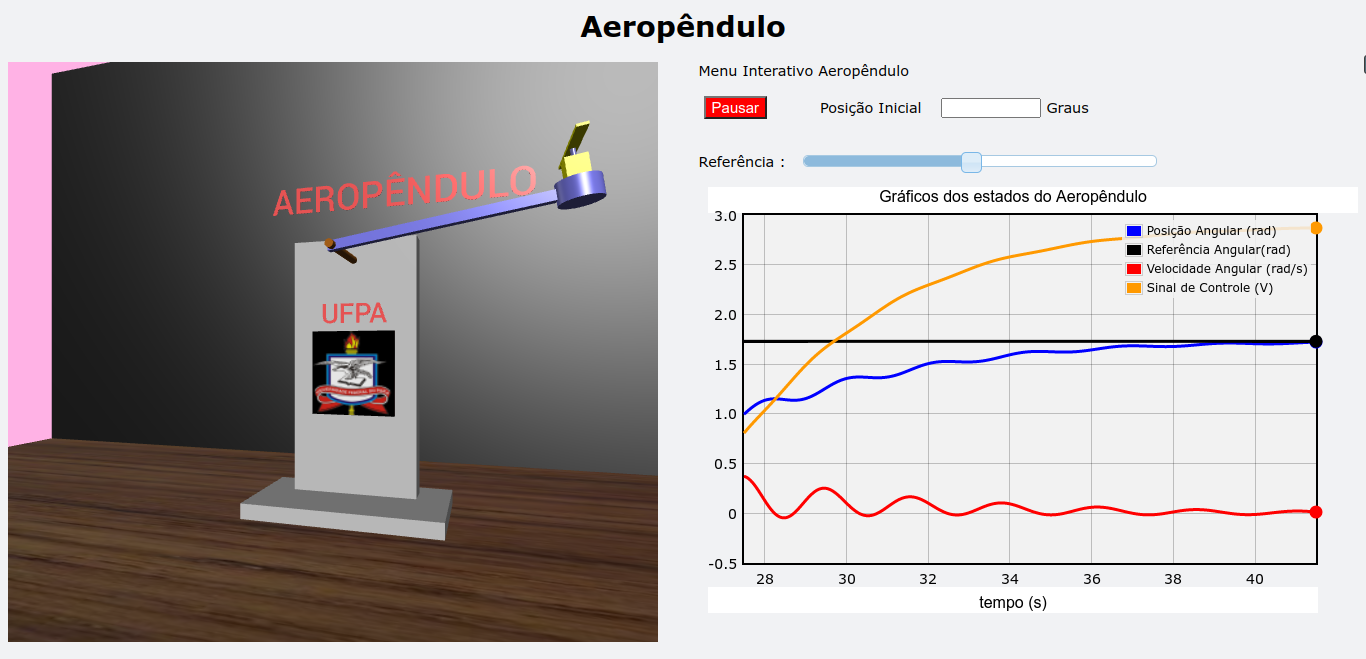 Aeropêndulo
AEROPÊNDULO
UFPA
Menu Interativo Aeropêndulo
Pausar
Posição Inicial
Graus
Referência :
Gráficos dos estados do Aeropêndulo
3.0
2.5
2.0
1.5
1.0
0.5
0
-0.5
Posição Angular (rad)
Referência Angular(rad)
Velocidade Angular (rad/s)
Sinal de Controle (V)
28 30 32 34 36 38 40
tempo (s)